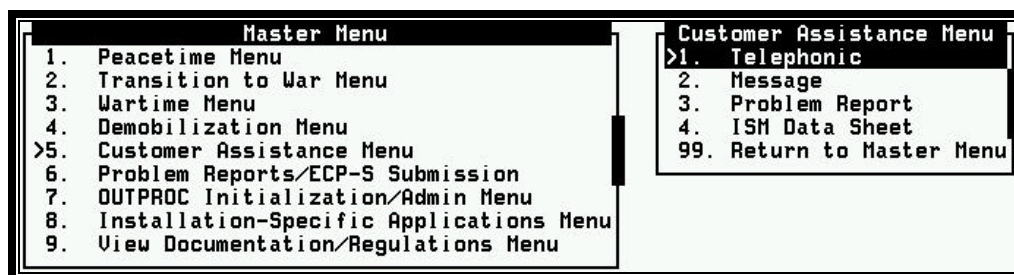 Master Menu
1. Peacetime Menu
2. Transition to War Menu
3. Wartime Menu
4. Demobilization Menu
>5. Customer Assistance Menu
6. Problem Reports/ECP-S Submission
7. OUTPROC Initialization/Admin Menu
8. Installation-Specific Applications Menu
9. View Documentation/Regulations Menu
Customer Assistance Menu
>1. Telephonic
2. Message
3. Problem Report
4. ISM Data Sheet
99. Return to Master Menu